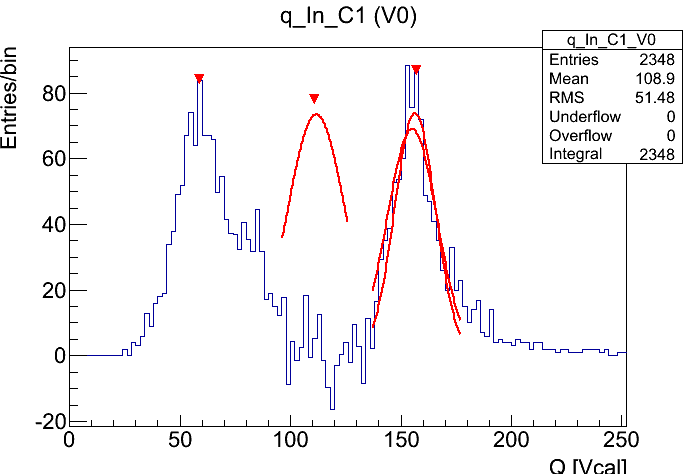 q_In_C1 (V0)
q_In_C1_V0
Entries 2348
Mean 108.9
RMS 51.48
Underflow 0
Overflow 0
Integral 2348
Entries/bin
80
60
40
20
0
-20
0 50 100 150 200 250
Q [Vcal]